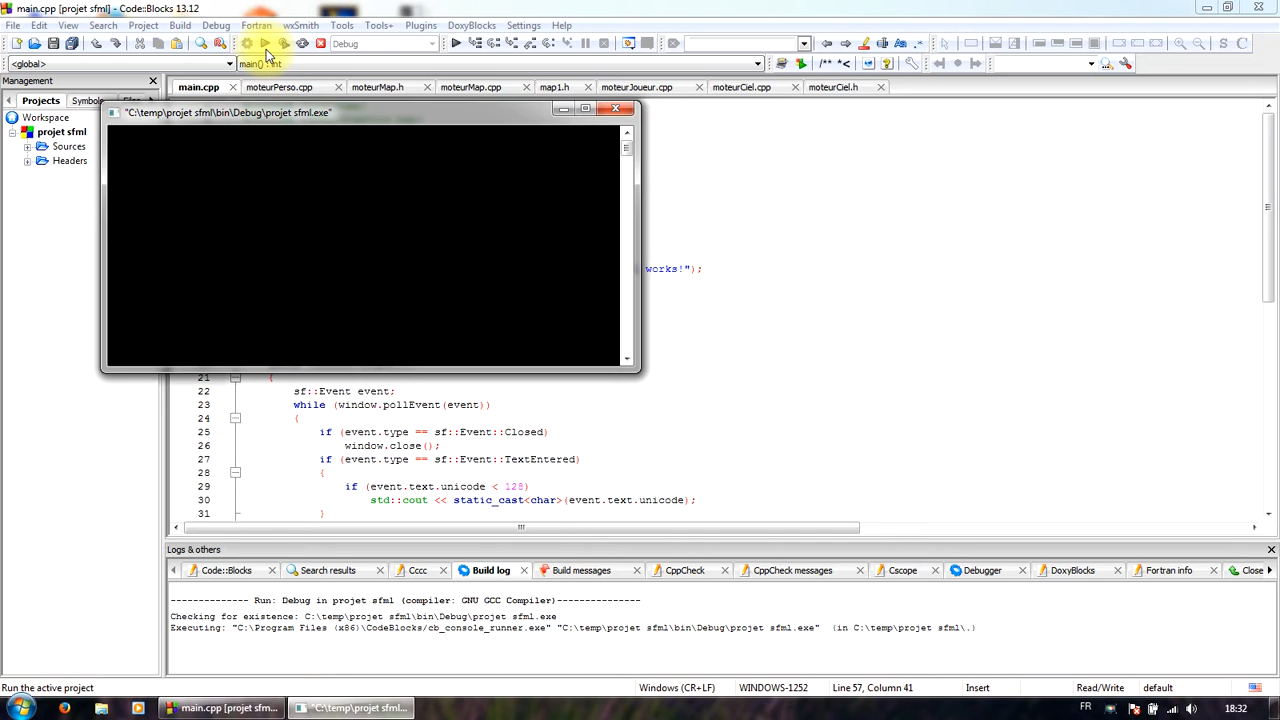 main.cpp [projet sfml] - Code::Blocks 13.12
File Edit View Search Project Build Debug Fortran wxSmith Tools Tools+ Plugins DoxyBlocks Settings Help
Debug
/** *<
<global>
main() : int
Management
main.cpp moteurPerso.cpp moteurMap.h moteurMap.cpp map1.h moteurJoueur.cpp moteurCiel.cpp moteurCiel.h
Projects Symbols
Workspace
projet sfml
Sources
Headers
"C:\temp\projet sfml\bin\Debug\projet sfml.exe"
works!");
21 {
22 sf::Event event;
23 while (window.pollEvent(event))
24 {
25 if (event.type == sf::Event::Closed)
26 window.close();
27 if (event.type == sf::Event::TextEntered)
28 {
29 if (event.text.unicode < 128)
30 std::cout << static_cast<char>(event.text.unicode);
31 }
Logs & others
Code::Blocks Search results Cccc Build log Build messages CppCheck CppCheck messages Cscope Debugger DoxyBlocks Fortran info Close
-------------- Run: Debug in projet sfml (compiler: GNU GCC Compiler)---------------
Checking for existence: C:\temp\projet sfml\bin\Debug\projet sfml.exe
Executing: "C:\Program Files (x86)\CodeBlocks/cb_console_runner.exe" "C:\temp\projet sfml\bin\Debug\projet sfml.exe" (in C:\temp\projet sfml\.)
Run the active project Windows (CR+LF) WINDOWS-1252 Line 57, Column 41 Insert Read/Write default
main.cpp [projet sfm... "C:\temp\projet sfml... FR 18:32